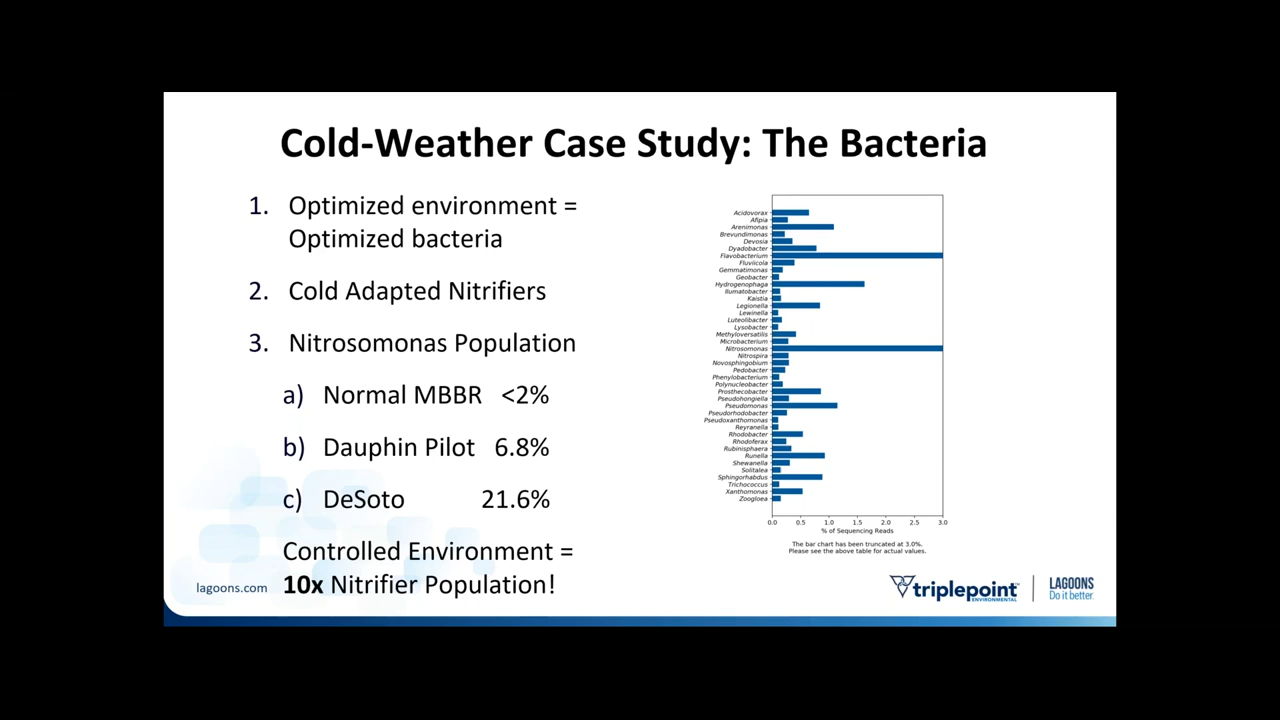 Cold-Weather Case Study: The Bacteria
1. Optimized environment =
Optimized bacteria
2. Cold Adapted Nitrifiers
3. Nitrosomonas Population
a) Normal MBBR <2%
b) Dauphin Pilot 6.8%
c) DeSoto 21.6%
Controlled Environment =
10x Nitrifier Population!
lagoons.com
Acidovorax
Afipia
Arenimonas
Brevundimonas
Devosia
Dyadobacter
Flavobacterium
Fluviicola
Gemmatimonas
Geobacter
Hydrogenophaga
Ilumatobacter
Kaistia
Legionella
Lewinella
Luteolibacter
Lysobacter
Methyloversatilis
Microbacterium
Nitrosomonas
Nitrospira
Novosphingobium
Pedobacter
Phenylobacterium
Polynucleobacter
Prosthecobacter
Pseudohongiella
Pseudomonas
Pseudorhodobacter
Pseudoxanthomonas
Reyranella
Rhodobacter
Rhodoferax
Rubinisphaera
Runella
Shewanella
Solitalea
Sphingorhabdus
Trichococcus
Xanthomonas
Zoogloea
0.0 0.5 1.0 1.5 2.0 2.5 3.0
% of Sequencing Reads
The bar chart has been truncated at 3.0%.
Please see the above table for actual values.
triplepoint™
ENVIRONMENTAL
LAGOONS
Do it better.